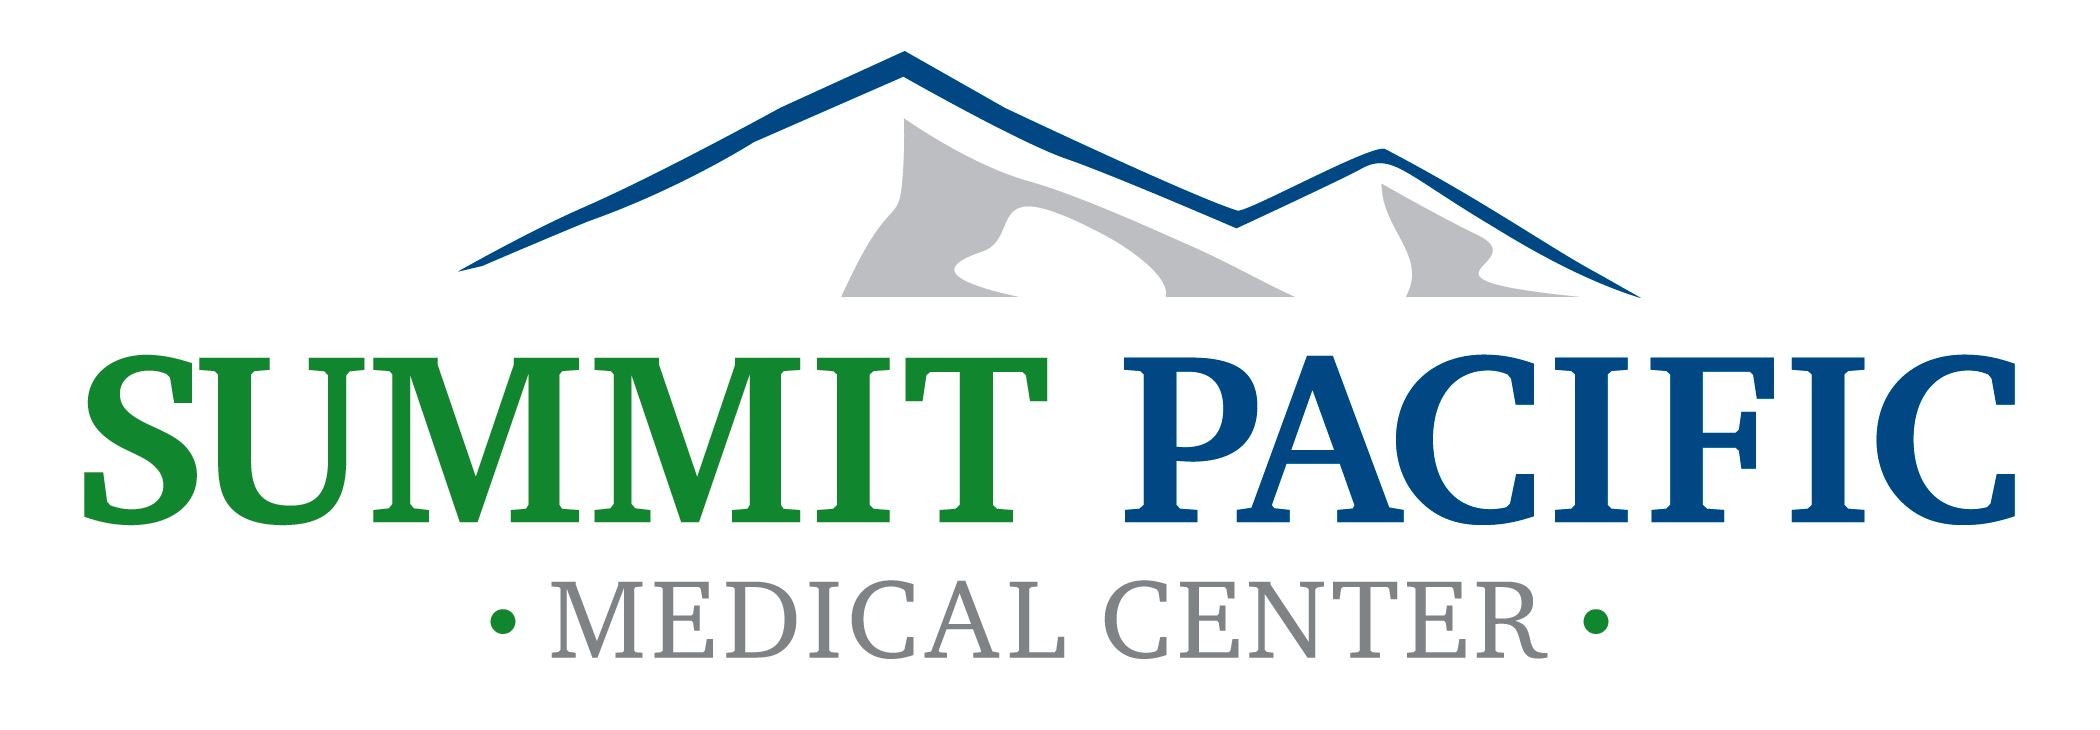 SUMMIT PACIFIC
• MEDICAL CENTER •